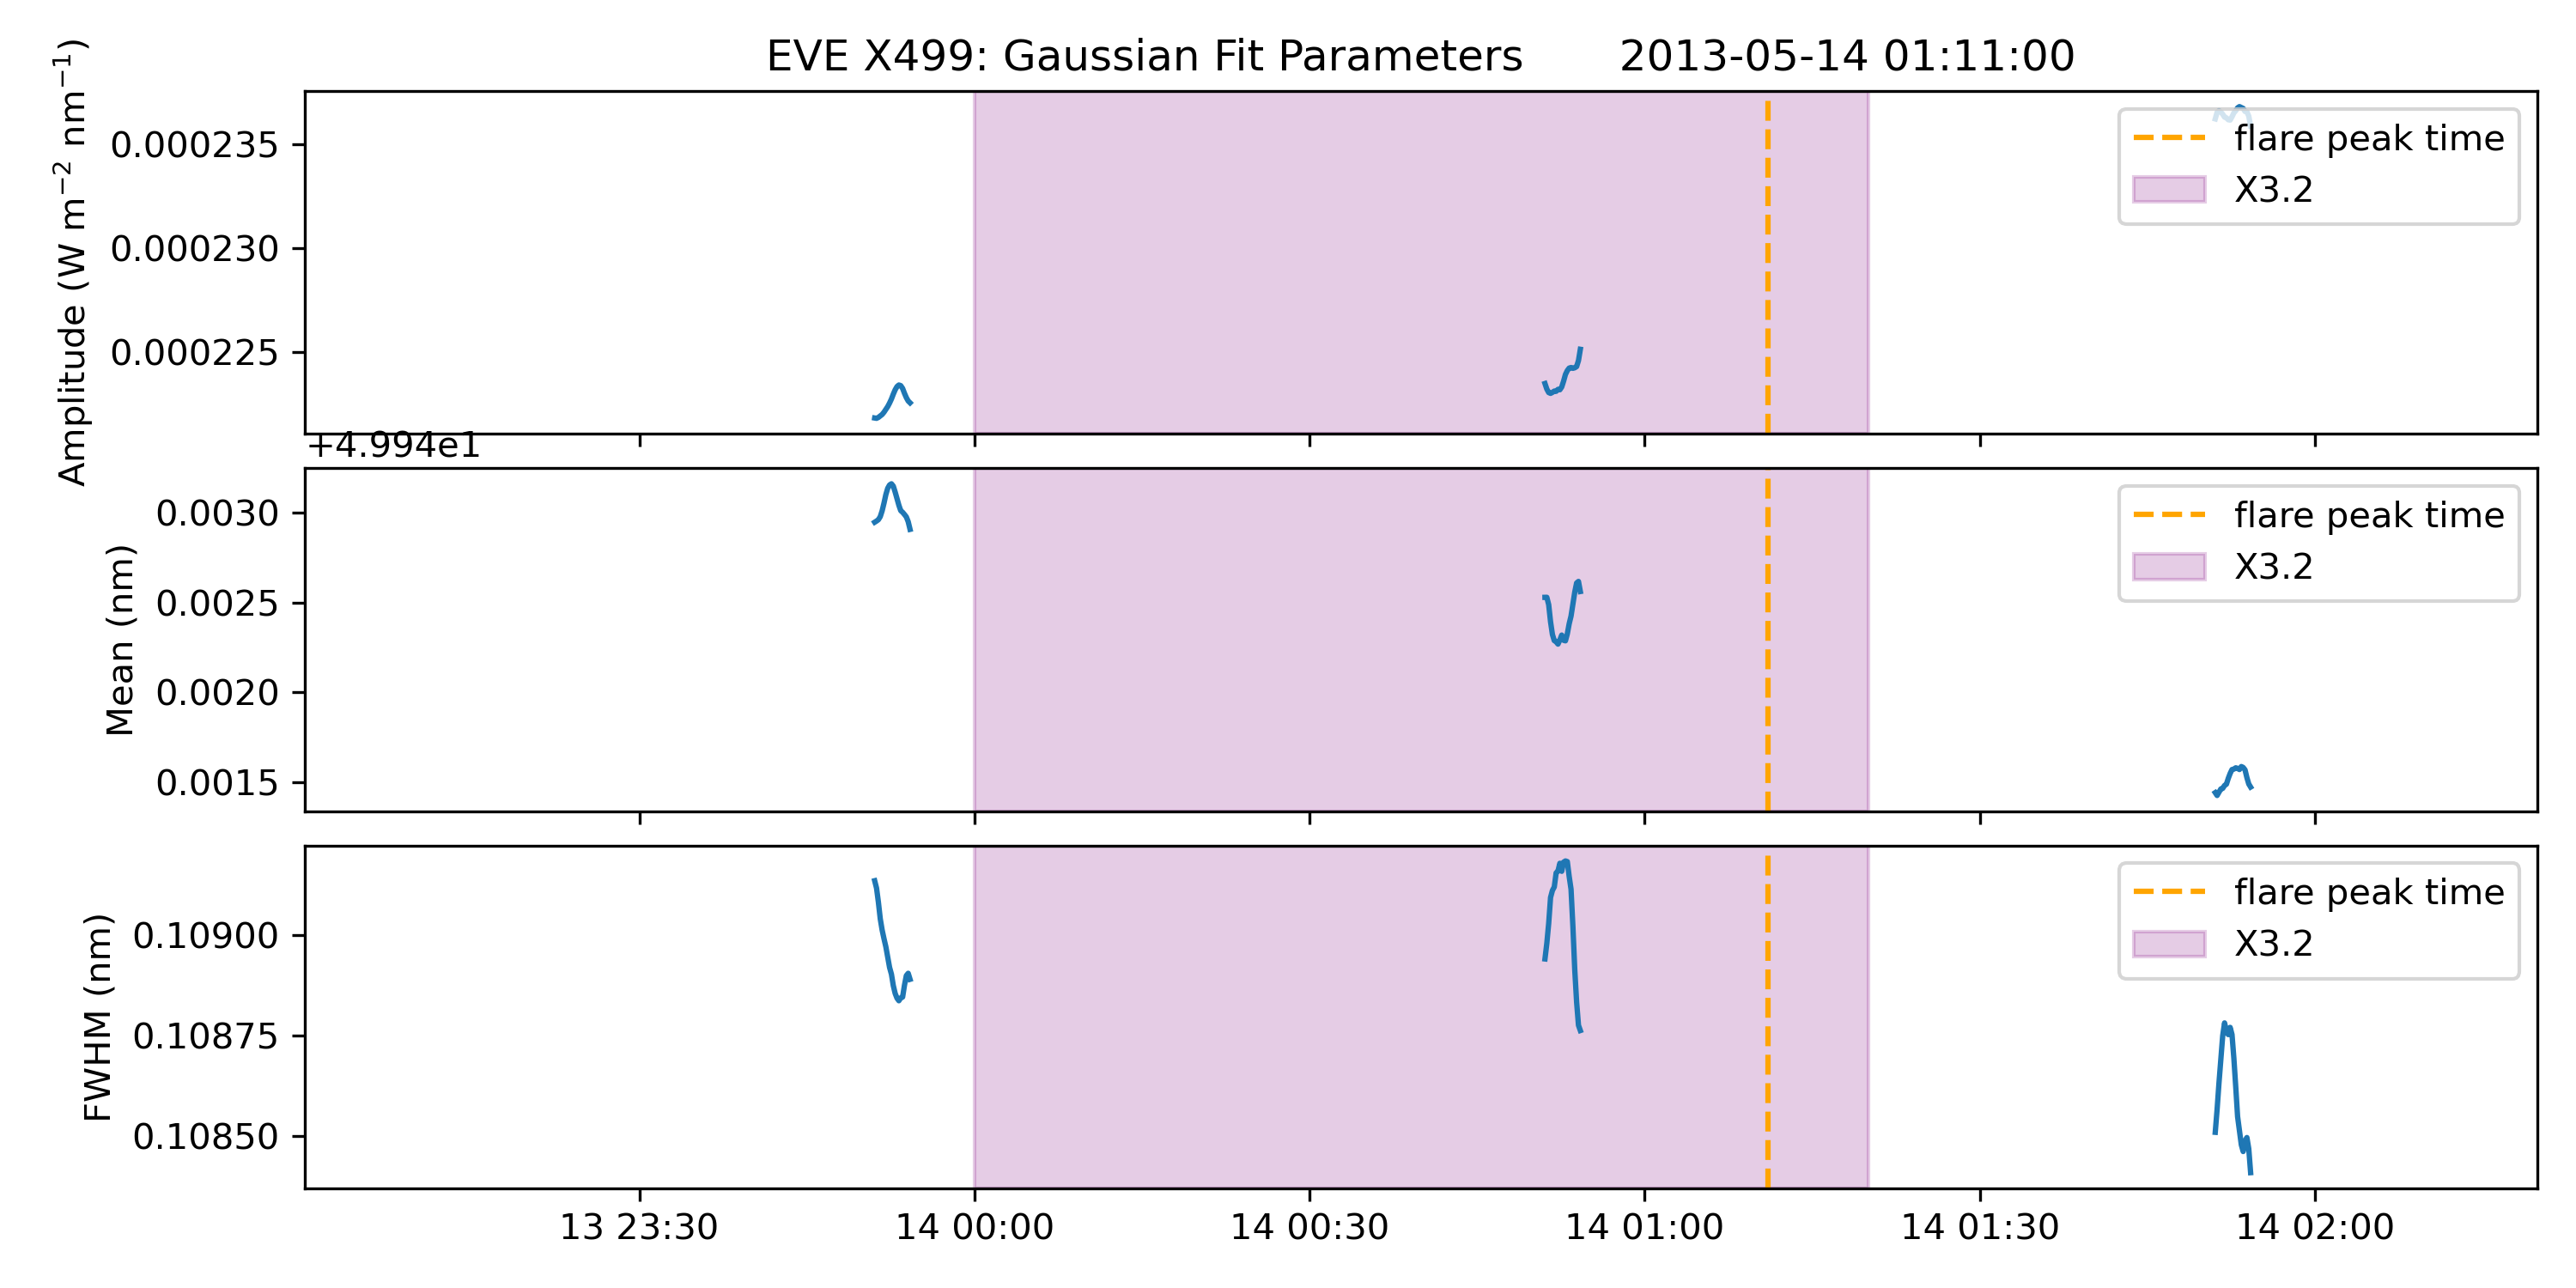 EVE X499: Gaussian Fit Parameters 2013-05-14 01:11:00
Amplitude (W m⁻² nm⁻¹)
0.000235
0.000230
0.000225
flare peak time
X3.2
+4.994e1
Mean (nm)
0.0030
0.0025
0.0020
0.0015
flare peak time
X3.2
FWHM (nm)
0.10900
0.10875
0.10850
flare peak time
X3.2
13 23:30 14 00:00 14 00:30 14 01:00 14 01:30 14 02:00